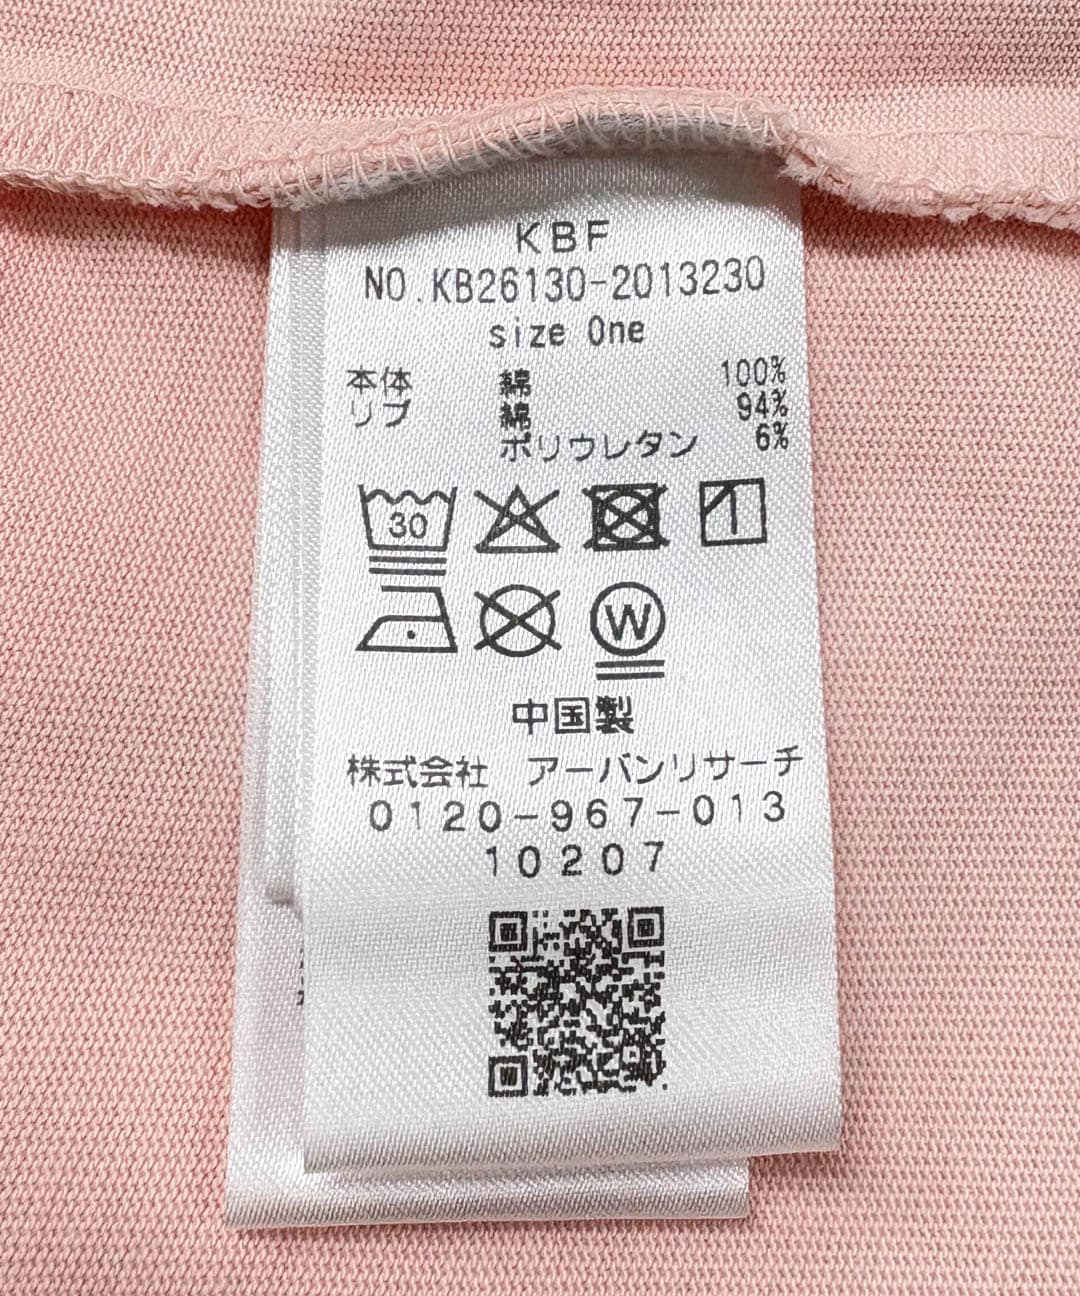 KBF
NO.KB26130-2013230
size One
本体 綿 100%
リブ 綿 94%
ポリウレタン 6%
30
W
中国製
株式会社 アーバンリサーチ
0120-967-013
10207